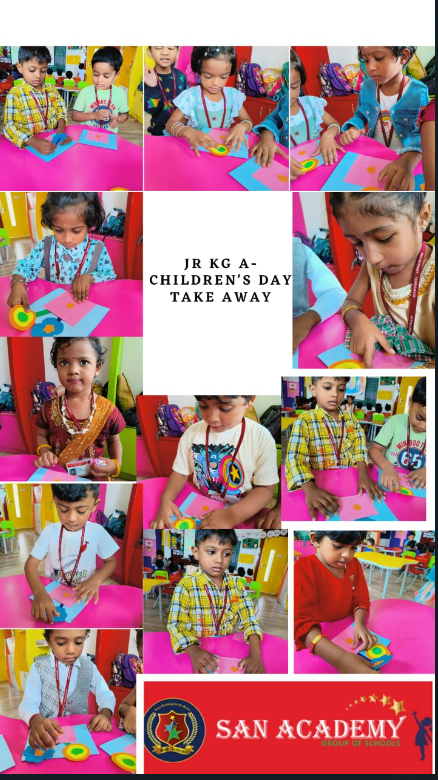 JR KG A-
CHILDREN'S DAY
TAKE AWAY
SAN ACADEMY
GROUP OF SCHOOLS